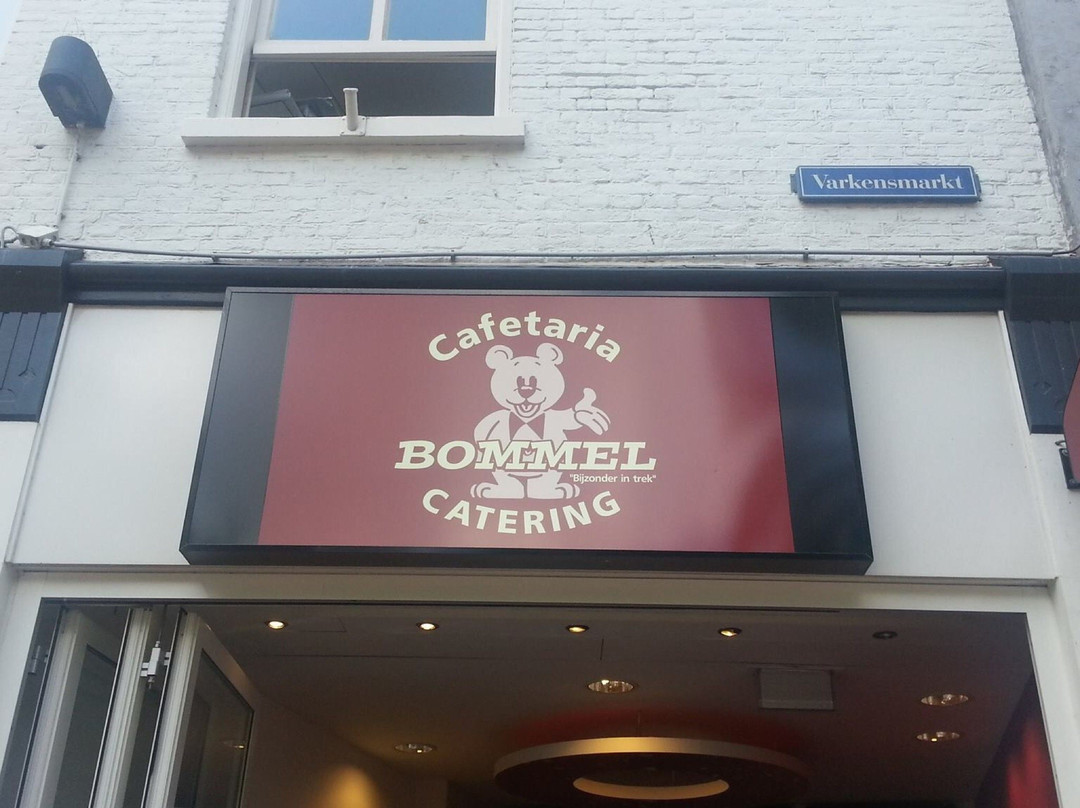 Varkensmarkt
Cafetaria
BOMMEL
"Bijzonder in trek"
CATERING